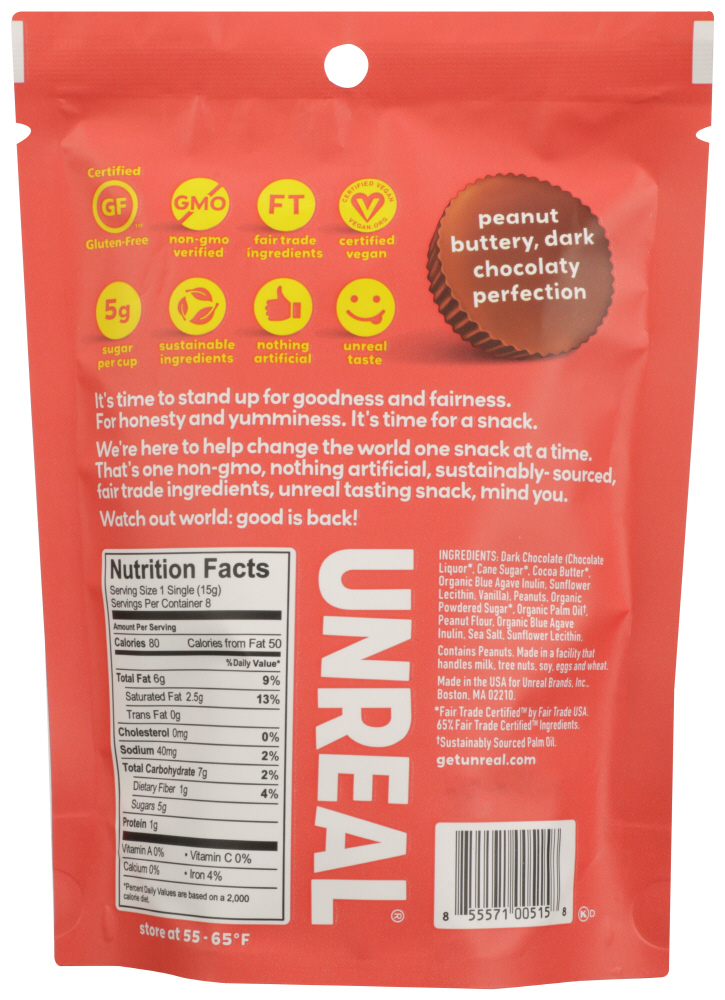 Certified
GF
Gluten-Free
GMO
non-gmo
verified
FT
fair trade
ingredients
CERTIFIED VEGAN
VEGAN.ORG
certified
vegan
peanut
buttery, dark
chocolaty
perfection
5g
sugar
per cup
sustainable
ingredients
nothing
artificial
unreal
taste
It's time to stand up for goodness and fairness.
For honesty and yumminess. It's time for a snack.
We're here to help change the world one snack at a time.
That's one non-gmo, nothing artificial, sustainably- sourced,
fair trade ingredients, unreal tasting snack, mind you.
Watch out world: good is back!
Nutrition Facts
Serving Size 1 Single (15g)
Servings Per Container 8
Amount Per Serving
Calories 80 Calories from Fat 50
%Daily Value*
Total Fat 6g 9%
Saturated Fat 2.5g 13%
Trans Fat 0g
Cholesterol 0mg 0%
Sodium 40mg 2%
Total Carbohydrate 7g 2%
Dietary Fiber 1g 4%
Sugars 5g
Protein 1g
Vitamin A 0% • Vitamin C 0%
Calcium 0% • Iron 4%
*Percent Daily Values are based on a 2,000
calorie diet.
store at 55 - 65°F
UNREAL®
INGREDIENTS: Dark Chocolate (Chocolate
Liquor*, Cane Sugar*, Cocoa Butter*,
Organic Blue Agave Inulin, Sunflower
Lecithin, Vanilla), Peanuts, Organic
Powdered Sugar*, Organic Palm Oil†,
Peanut Flour, Organic Blue Agave
Inulin, Sea Salt, Sunflower Lecithin.
Contains Peanuts. Made in a facility that
handles milk, tree nuts, soy, eggs and wheat.
Made in the USA for Unreal Brands, Inc.,
Boston, MA 02210.
*Fair Trade Certified™ by Fair Trade USA.
65% Fair Trade Certified™ Ingredients.
†Sustainably Sourced Palm Oil.
getunreal.com
8 55571 00515 8
K D